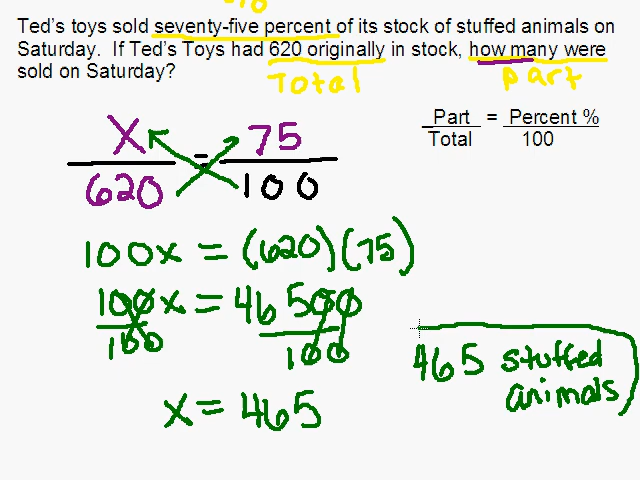 Ted's toys sold seventy-five percent of its stock of stuffed animals on
Saturday. If Ted's Toys had 620 originally in stock, how many were
sold on Saturday?
Total
part
Part = Percent %
Total 100
x = 75
620 100
100x = (620)(75)
100x = 46500
100 100
x = 465
465 stuffed
animals